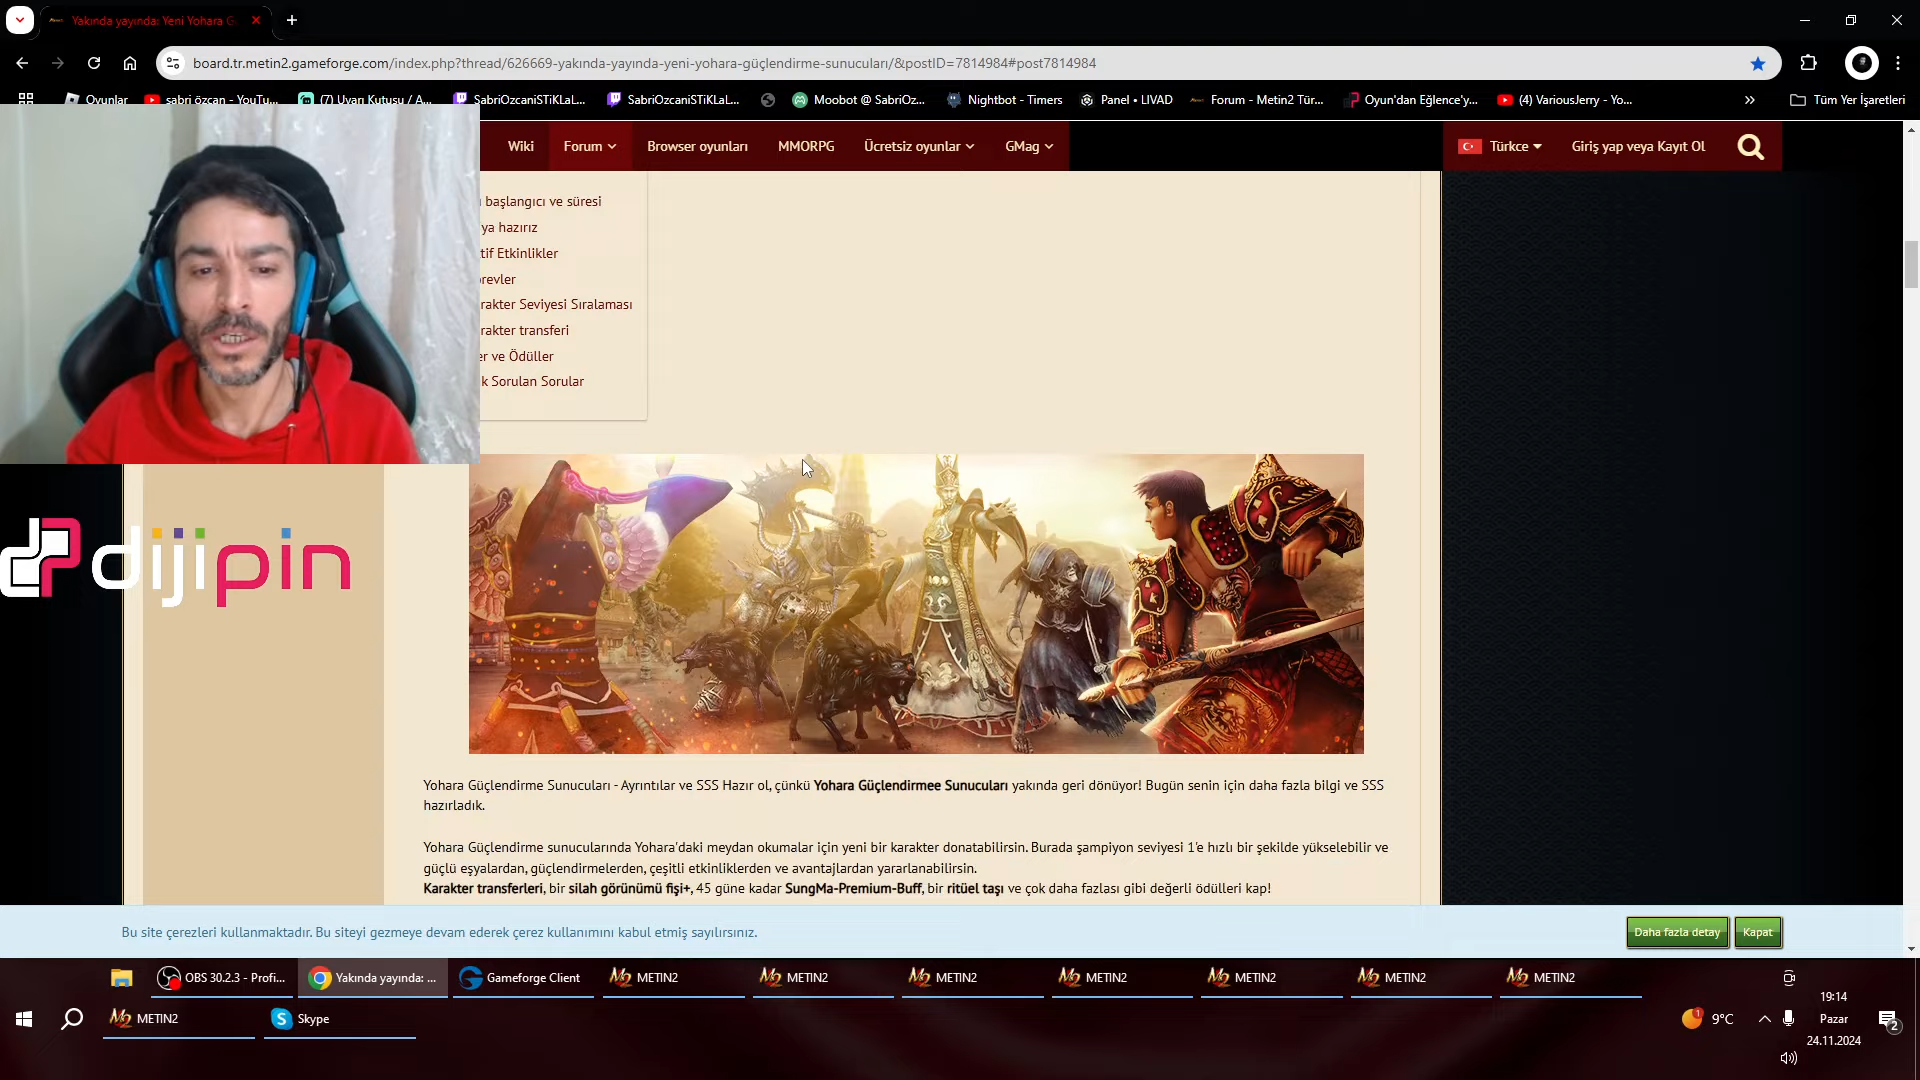 Yakında yayında: Yeni Yohara G
board.tr.metin2.gameforge.com/index.php?thread/626669-yakında-yayında-yeni-yohara-güçlendirme-sunucuları/&postID=7814984#post7814984
Oyunlar
sabri özcan - YouTu...
(7) Uyarı Kutusu / A...
SabriOzcaniSTiKLaL...
SabriOzcaniSTiKLaL...
Moobot @ SabriOz...
Nightbot - Timers
Panel • LIVAD
Forum - Metin2 Tür...
Oyun'dan Eğlence'y...
(4) VariousJerry - Yo...
Tüm Yer İşaretleri
Wiki
Forum
Browser oyunları
MMORPG
Ücretsiz oyunlar
GMag
Türkce
Giriş yap veya Kayıt Ol
başlangıcı ve süresi
ya hazırız
tif Etkinlikler
revler
rakter Seviyesi Sıralaması
rakter transferi
er ve Ödüller
k Sorulan Sorular
dijipin
Yohara Güçlendirme Sunucuları - Ayrıntılar ve SSS Hazır ol, çünkü Yohara Güçlendirmee Sunucuları yakında geri dönüyor! Bugün senin için daha fazla bilgi ve SSS
hazırladık.
Yohara Güçlendirme sunucularında Yohara'daki meydan okumalar için yeni bir karakter donatabilirsin. Burada şampiyon seviyesi 1'e hızlı bir şekilde yükselebilir ve
güçlü eşyalardan, güçlendirmelerden, çeşitli etkinliklerden ve avantajlardan yararlanabilirsin.
Karakter transferleri, bir silah görünümü fişi+, 45 güne kadar SungMa-Premium-Buff, bir ritüel taşı ve çok daha fazlası gibi değerli ödülleri kap!
Bu site çerezleri kullanmaktadır. Bu siteyi gezmeye devam ederek çerez kullanımını kabul etmiş sayılırsınız.
Daha fazla detay
Kapat
OBS 30.2.3 - Profi...
Yakında yayında: ...
Gameforge Client
METIN2
METIN2
METIN2
METIN2
METIN2
METIN2
METIN2
METIN2
Skype
1
9°C
19:14
Pazar
24.11.2024
2